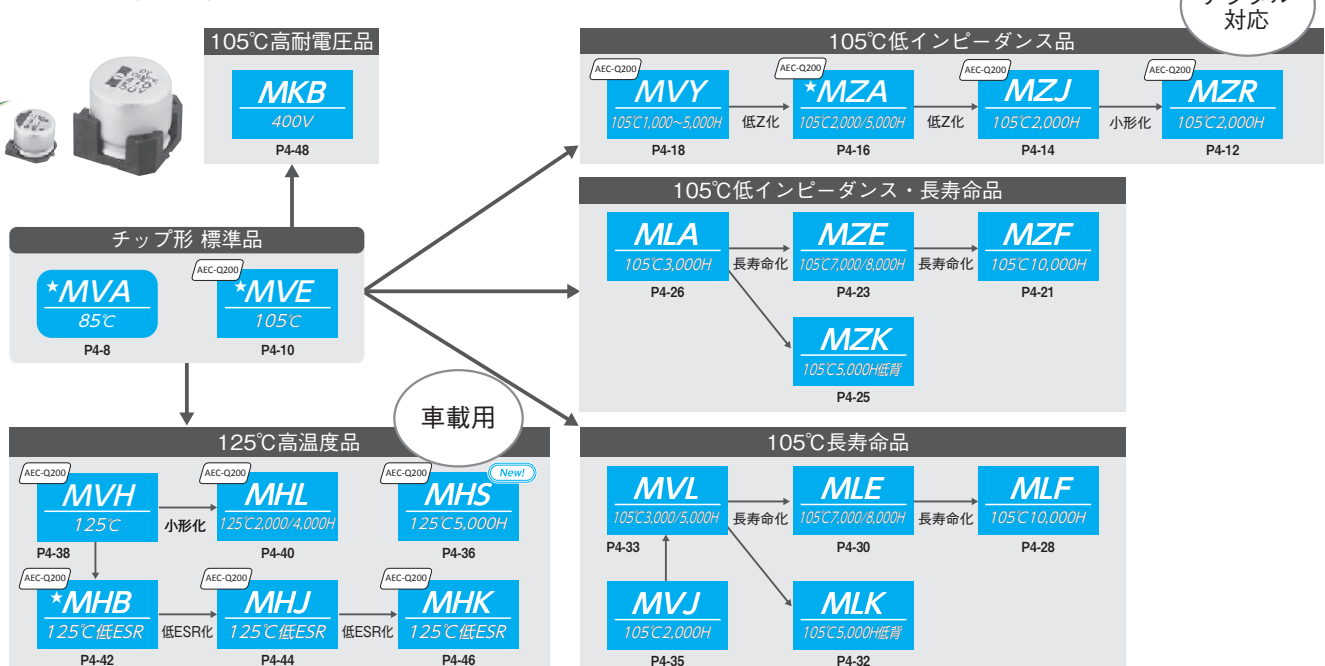 対応
105℃高耐電圧品
MKB
400V
P4-48
チップ形 標準品
★MVA
85℃
P4-8
AEC-Q200
★MVE
105℃
P4-10
105℃低インピーダンス品
AEC-Q200
MVY
105℃1,000~5,000H
P4-18
低Z化
AEC-Q200
★MZA
105℃2,000/5,000H
P4-16
低Z化
AEC-Q200
MZJ
105℃2,000H
P4-14
小形化
AEC-Q200
MZR
105℃2,000H
P4-12
105℃低インピーダンス・長寿命品
MLA
105℃3,000H
P4-26
長寿命化
MZE
105℃7,000/8,000H
P4-23
長寿命化
MZF
105℃10,000H
P4-21
MZK
105℃5,000H低背
P4-25
車載用
125℃高温度品
AEC-Q200
MVH
125℃
P4-38
小形化
AEC-Q200
MHL
125℃2,000/4,000H
P4-40
AEC-Q200
New!
MHS
125℃5,000H
P4-36
AEC-Q200
★MHB
125℃低ESR
P4-42
低ESR化
AEC-Q200
MHJ
125℃低ESR
P4-44
低ESR化
AEC-Q200
MHK
125℃低ESR
P4-46
105℃長寿命品
MVL
105℃3,000/5,000H
P4-33
長寿命化
MLE
105℃7,000/8,000H
P4-30
長寿命化
MLF
105℃10,000H
P4-28
MVJ
105℃2,000H
P4-35
MLK
105℃5,000H低背
P4-32